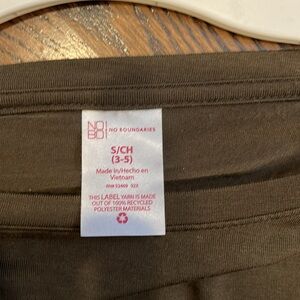 NO
BO
NO BOUNDARIES
S/CH
(3-5)
Made in/Hecho en
Vietnam
THIS LABEL YARN IS MADE
OUT OF 100% RECYCLED
POLYESTER MATERIALS